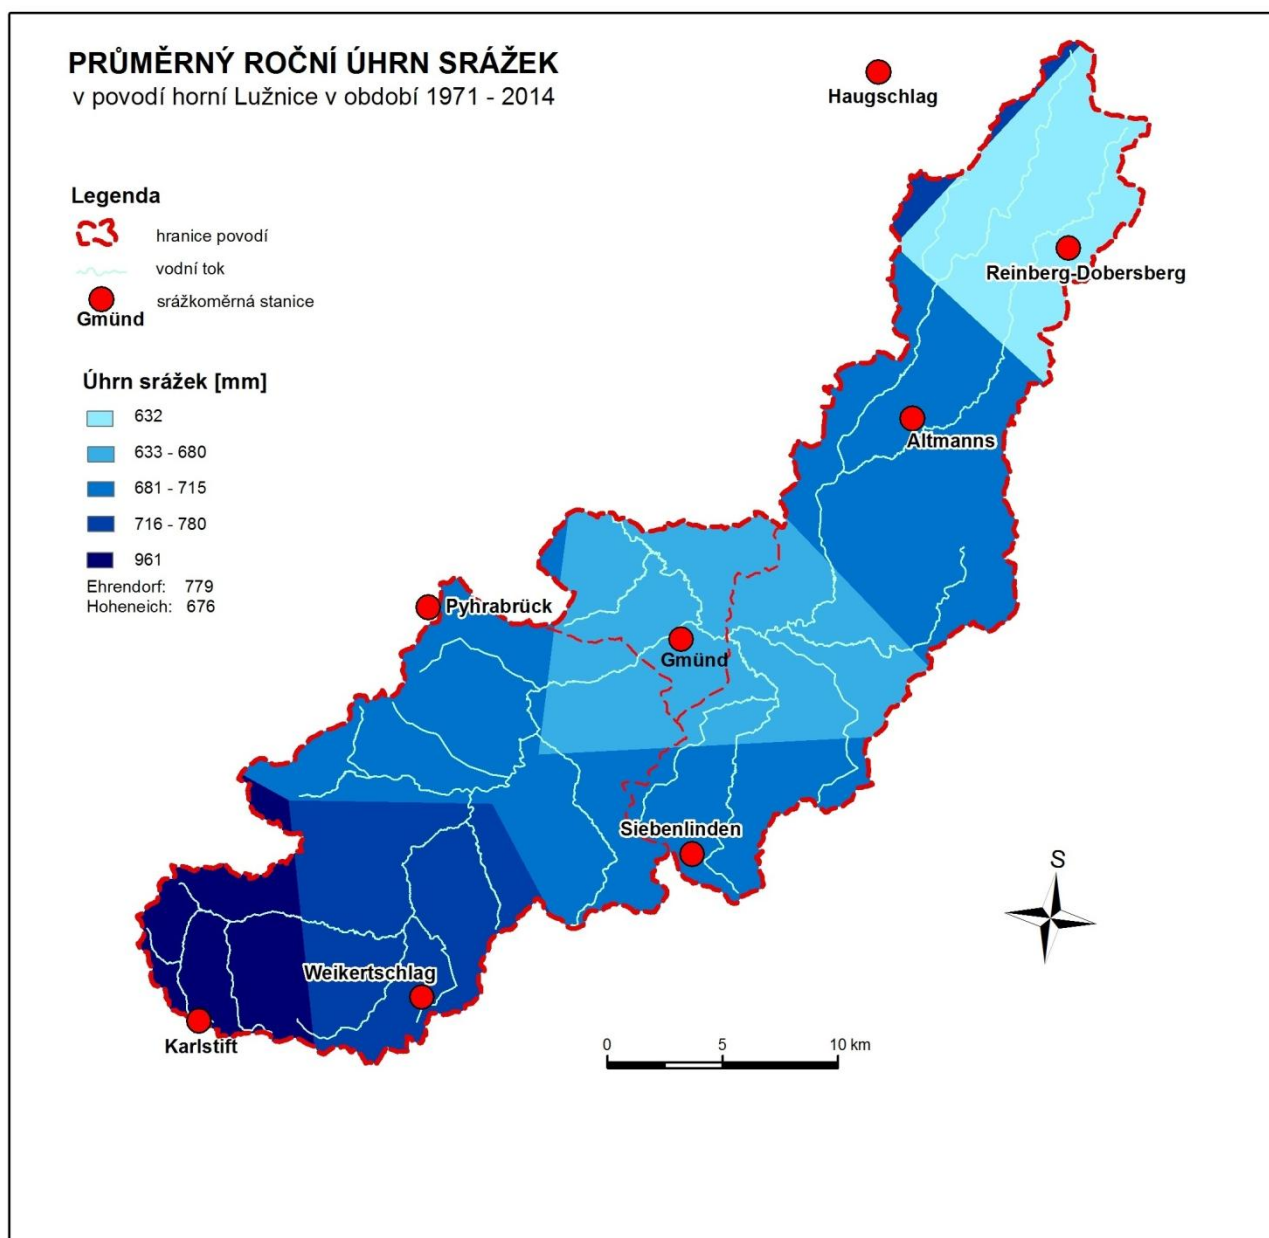 PRŮMĚRNÝ ROČNÍ ÚHRN SRÁŽEK
v povodí horní Lužnice v období 1971 - 2014
Haugschlag
Legenda
hranice povodí
vodní tok
srážkoměrná stanice
Gmünd
Reinberg-Dobersberg
Úhrn srážek [mm]
632
633 - 680
681 - 715
716 - 780
961
Ehrendorf: 779
Hoheneich: 676
Altmanns
Pyhrabrück
Gmünd
Siebenlinden
S
Weikertschlag
Karlstift
0 5 10 km